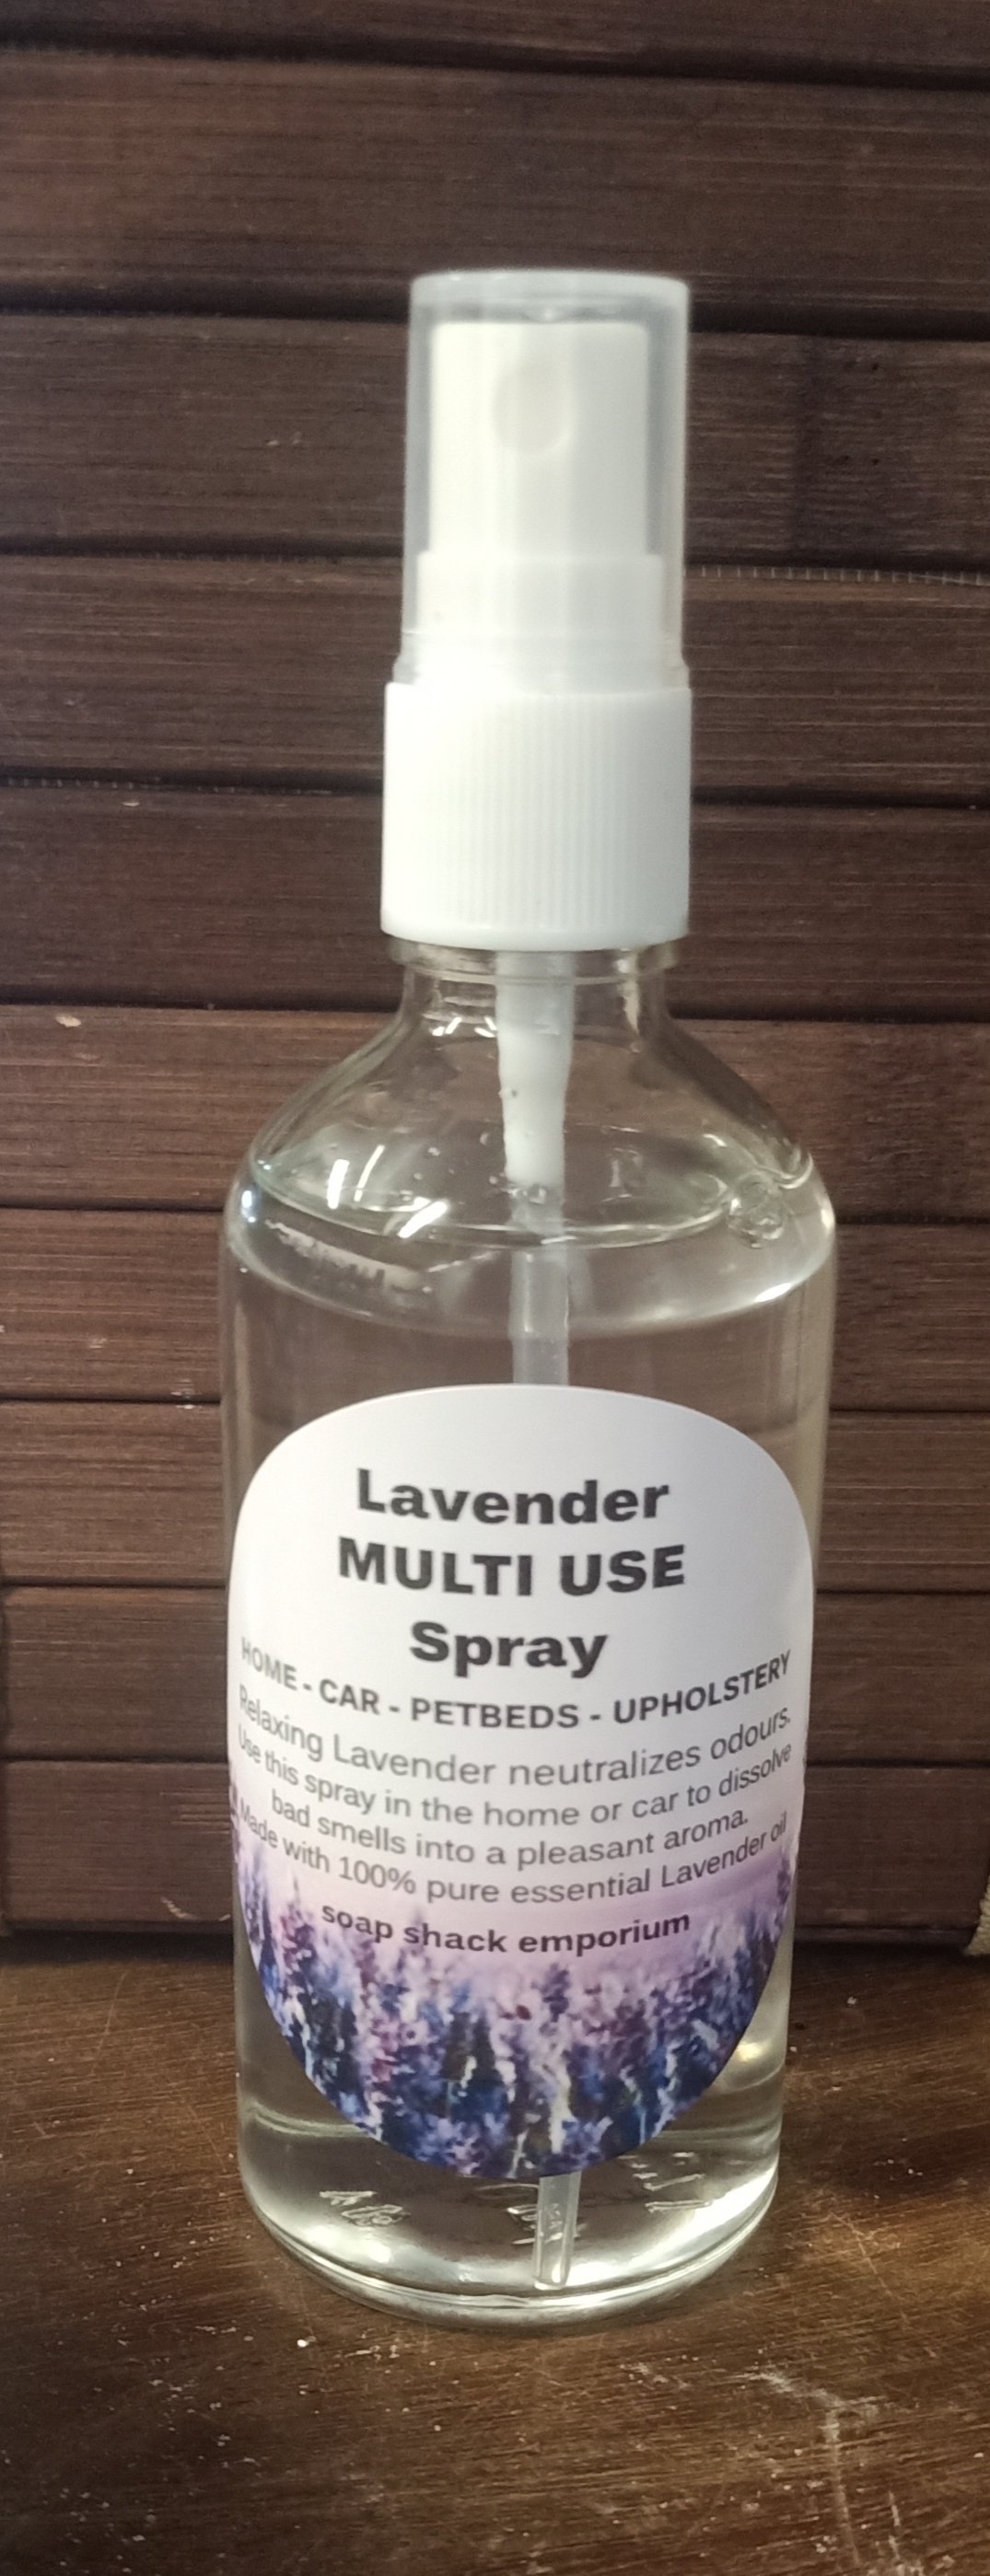 Lavender
MULTI USE
Spray
HOME - CAR - PETBEDS - UPHOLSTERY
Relaxing Lavender neutralizes odours.
Use this spray in the home or car to dissolve
bad smells into a pleasant aroma.
Made with 100% pure essential Lavender oil
soap shack emporium